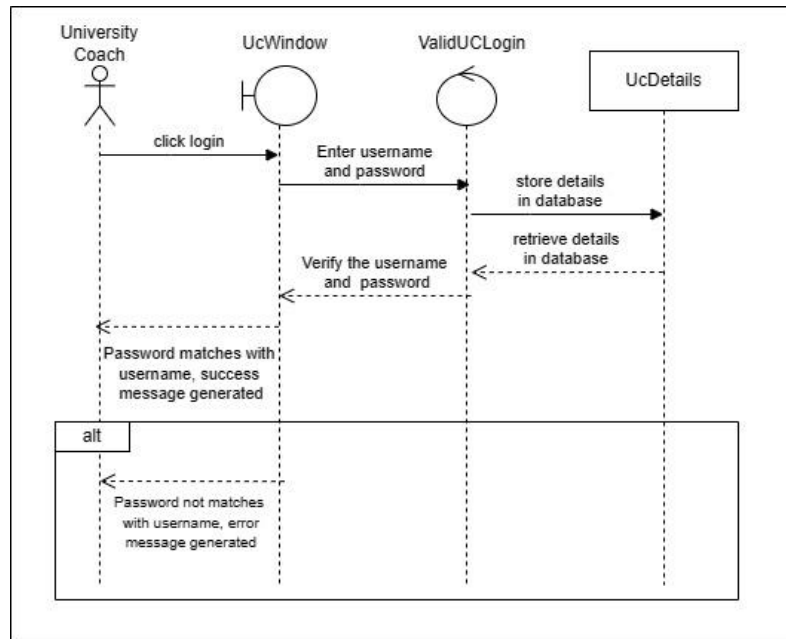 University
Coach
UcWindow
ValidUCLogin
UcDetails
click login
Enter username
and password
store details
in database
retrieve details
in database
Verify the username
and password
Password matches with
username, success
message generated
alt
Password not matches
with username, error
message generated